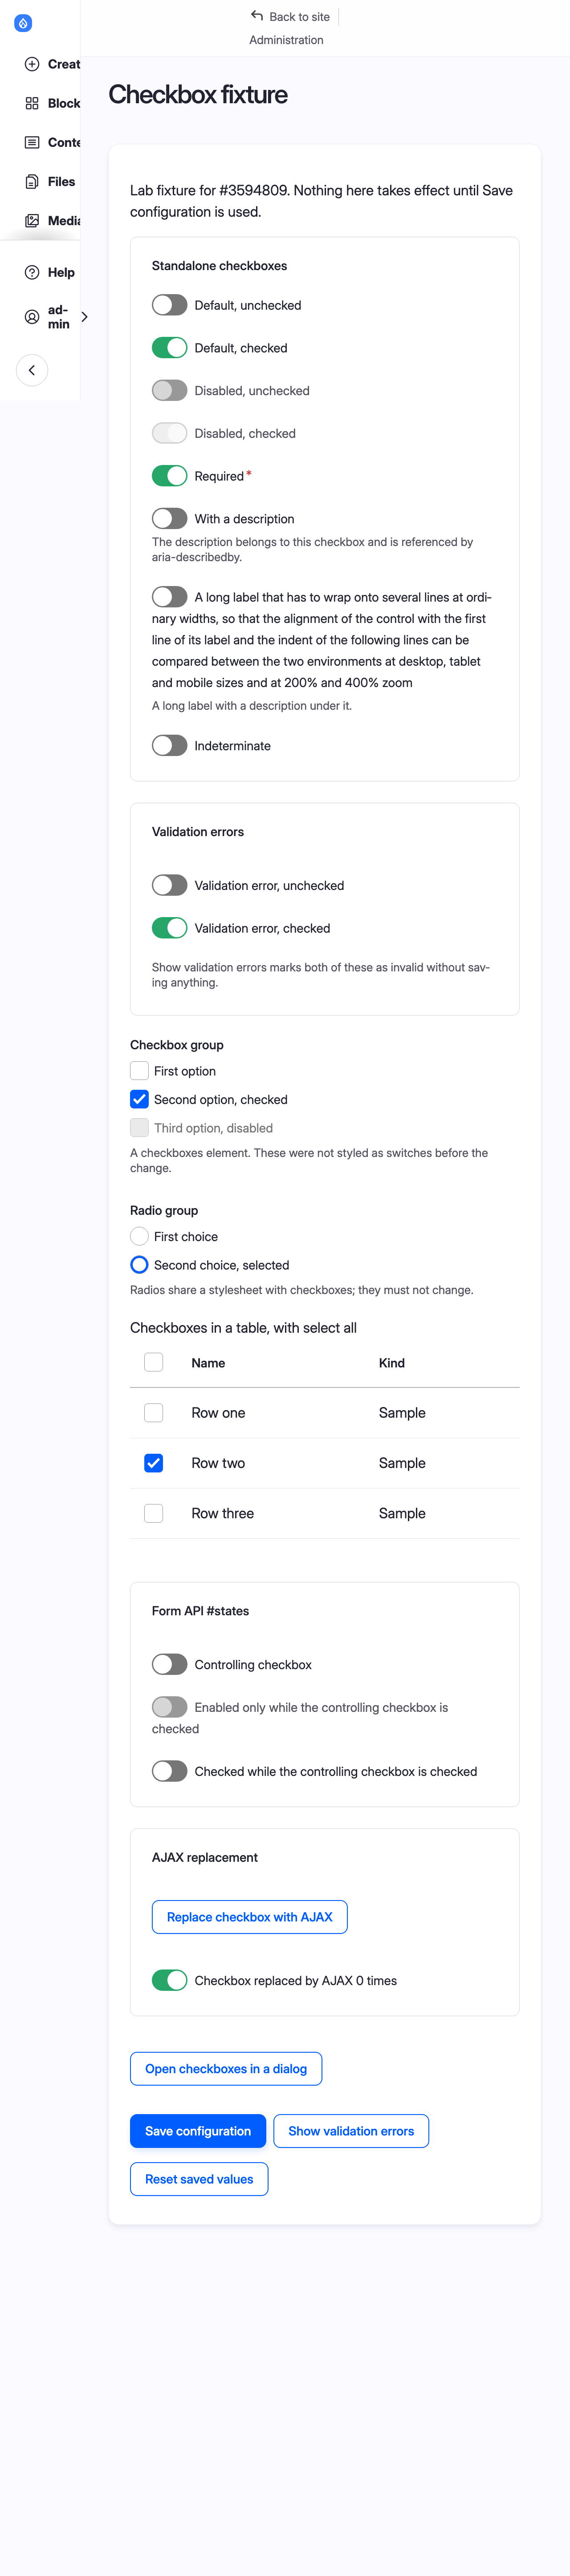 Back to site
Administration
Creat
Block
Conte
Files
Media
Help
ad-
min
Checkbox fixture
Lab fixture for #3594809. Nothing here takes effect until Save
configuration is used.
Standalone checkboxes
Default, unchecked
Default, checked
Disabled, unchecked
Disabled, checked
Required *
With a description
The description belongs to this checkbox and is referenced by
aria-describedby.
A long label that has to wrap onto several lines at ordi-
nary widths, so that the alignment of the control with the first
line of its label and the indent of the following lines can be
compared between the two environments at desktop, tablet
and mobile sizes and at 200% and 400% zoom
A long label with a description under it.
Indeterminate
Validation errors
Validation error, unchecked
Validation error, checked
Show validation errors marks both of these as invalid without sav-
ing anything.
Checkbox group
First option
Second option, checked
Third option, disabled
A checkboxes element. These were not styled as switches before the
change.
Radio group
First choice
Second choice, selected
Radios share a stylesheet with checkboxes; they must not change.
Checkboxes in a table, with select all
Name Kind
Row one Sample
Row two Sample
Row three Sample
Form API #states
Controlling checkbox
Enabled only while the controlling checkbox is
checked
Checked while the controlling checkbox is checked
AJAX replacement
Replace checkbox with AJAX
Checkbox replaced by AJAX 0 times
Open checkboxes in a dialog
Save configuration Show validation errors
Reset saved values